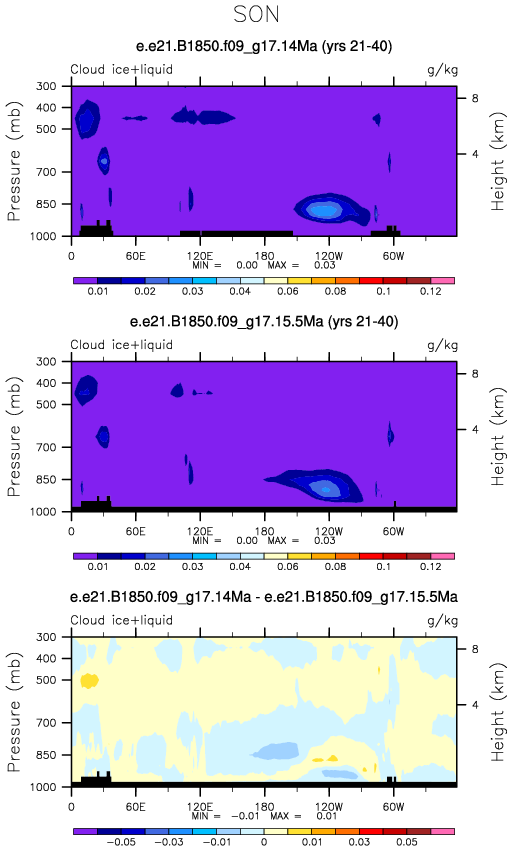 SON
e.e21.B1850.f09_g17.14Ma (yrs 21-40)
Cloud ice+liquid g/kg
Pressure (mb)
300
500
700
850
1000
Height (km)
8
4
0 60E 120E 180 120W 60W
MIN = 0.00 MAX = 0.03
0.01 0.02 0.03 0.04 0.06 0.08 0.10 0.12
e.e21.B1850.f09_g17.15.5Ma (yrs 21-40)
Cloud ice+liquid g/kg
Pressure (mb)
300
400
500
700
850
1000
Height (km)
8
4
0 60E 120E 180 120W 60W
MIN = 0.00 MAX = 0.03
0.01 0.02 0.03 0.04 0.06 0.08 0.10 0.12
e.e21.B1850.f09_g17.14Ma - e.e21.B1850.f09_g17.15.5Ma
Cloud ice+liquid g/kg
Pressure (mb)
300
400
500
700
850
1000
Height (km)
8
4
0 60E 120E 180 120W 60W
MIN = -0.01 MAX = 0.01
-0.05 -0.03 -0.01 0 0.01 0.03 0.05